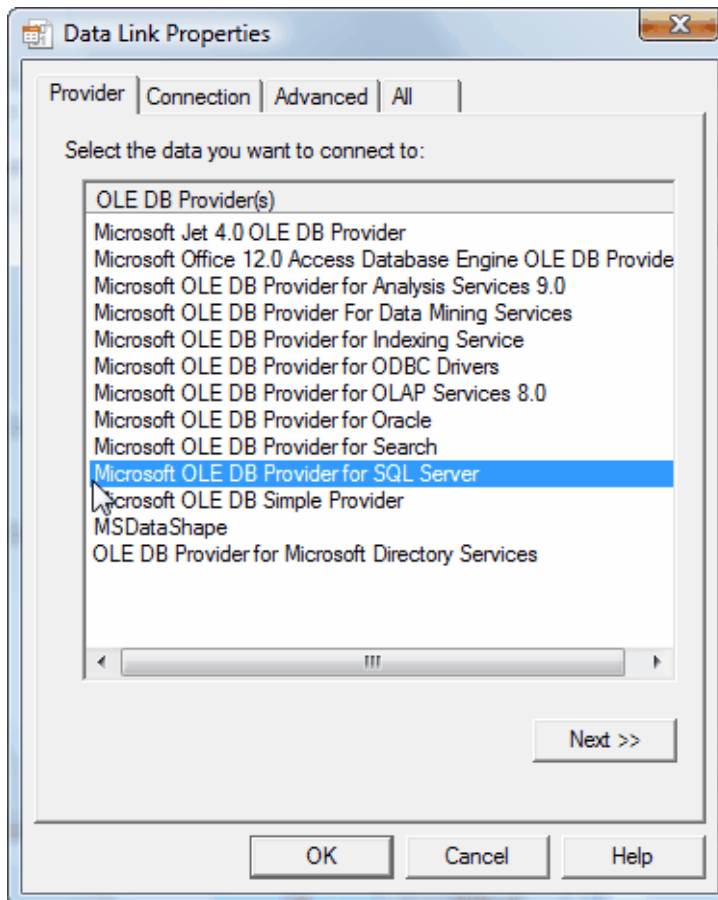 Data Link Properties
Provider Connection Advanced All
Select the data you want to connect to:
OLE DB Provider(s)
Microsoft Jet 4.0 OLE DB Provider
Microsoft Office 12.0 Access Database Engine OLE DB Provide
Microsoft OLE DB Provider for Analysis Services 9.0
Microsoft OLE DB Provider For Data Mining Services
Microsoft OLE DB Provider for Indexing Service
Microsoft OLE DB Provider for ODBC Drivers
Microsoft OLE DB Provider for OLAP Services 8.0
Microsoft OLE DB Provider for Oracle
Microsoft OLE DB Provider for Search
Microsoft OLE DB Provider for SQL Server
Microsoft OLE DB Simple Provider
MSDataShape
OLE DB Provider for Microsoft Directory Services
Next >>
OK Cancel Help